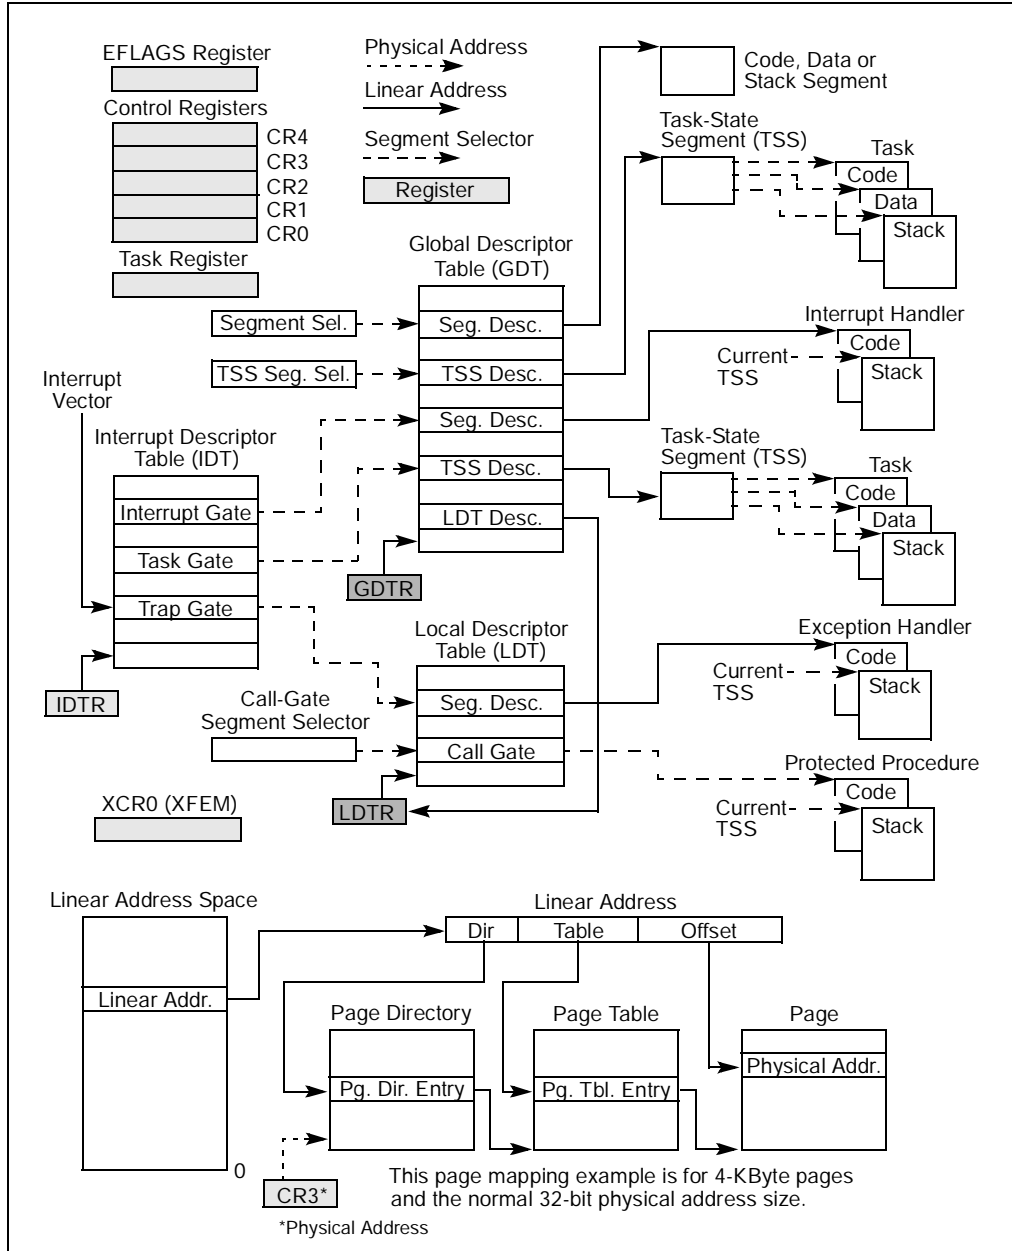 EFLAGS Register
Physical Address
Code, Data or
Stack Segment
Linear Address
Control Registers
CR4
CR3
CR2
CR1
CR0
Segment Selector
Register
Task-State
Segment (TSS)
Task
Code
Data
Stack
Task Register
Global Descriptor
Table (GDT)
Segment Sel.
Seg. Desc.
TSS Seg. Sel.
TSS Desc.
Interrupt Handler
Code
Current
TSS
Stack
Interrupt
Vector
Seg. Desc.
Interrupt Descriptor
Table (IDT)
TSS Desc.
Task-State
Segment (TSS)
Task
Code
Data
Stack
Interrupt Gate
LDT Desc.
Task Gate
GDTR
Trap Gate
Local Descriptor
Table (LDT)
Exception Handler
Code
Current
TSS
Stack
IDTR
Call-Gate
Segment Selector
Seg. Desc.
Call Gate
Protected Procedure
Code
Current
TSS
Stack
XCR0 (XFEM)
LDTR
Linear Address Space
Linear Address
Dir
Table
Offset
Linear Addr.
Page Directory
Page Table
Page
Physical Addr.
Pg. Dir. Entry
Pg. Tbl. Entry
0
CR3*
This page mapping example is for 4-KByte pages
and the normal 32-bit physical address size.
*Physical Address